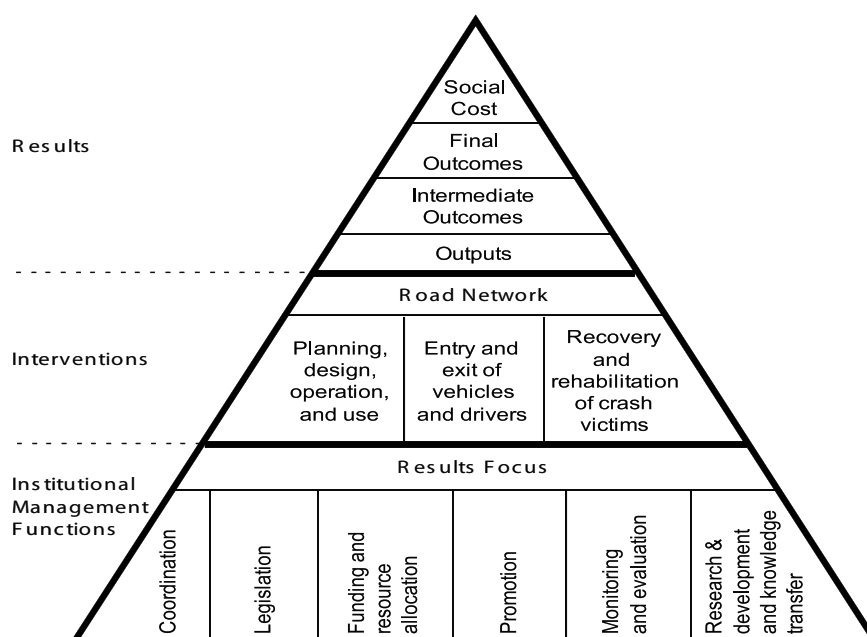 Social
Cost
Results
Final
Outcomes
Intermediate
Outcomes
Outputs
Road Network
Interventions
Planning,
design,
operation,
and use
Entry and
exit of
vehicles
and drivers
Recovery
and
rehabilitation
of crash
victims
Results Focus
Institutional
Management
Functions
Coordination
Legislation
Funding and
resource
allocation
Promotion
Monitoring
and evaluation
Research &
development
and knowledge
transfer